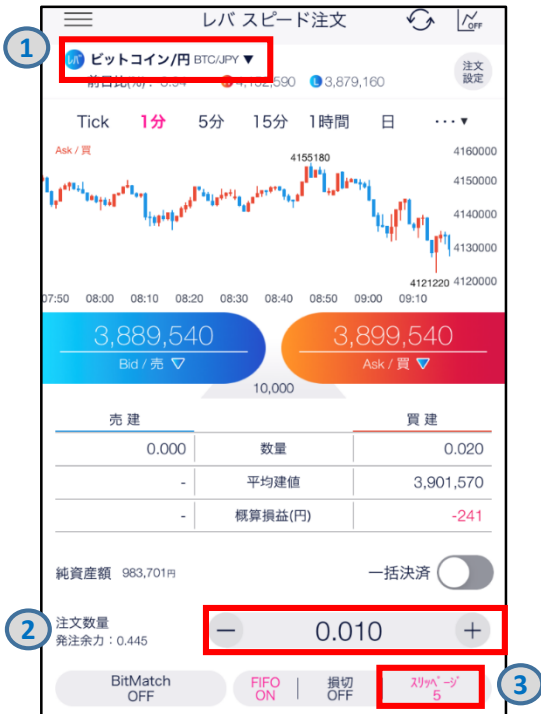 レバ スピード注文
OFF
1
レバ ビットコイン/円 BTC/JPY ▼
注文
設定
L 3,879,160
Tick 1分 5分 15分 1時間 日 ··· ▼
Ask / 買
4155180
4160000
4150000
4140000
4130000
4121220 4120000
07:50 08:00 08:10 08:20 08:30 08:40 08:50 09:00 09:10
3,889,540 3,899,540
Bid / 売 ▽ Ask / 買 ▼
10,000
売 建 買 建
0.000 数量 0.020
- 平均建値 3,901,570
- 概算損益(円) -241
純資産額 983,701円 一括決済
2
注文数量
発注余力：0.445
− 0.010 +
BitMatch
OFF
FIFO
ON
損切
OFF
ｽﾘｯﾍﾟｰｼﾞ
5
3